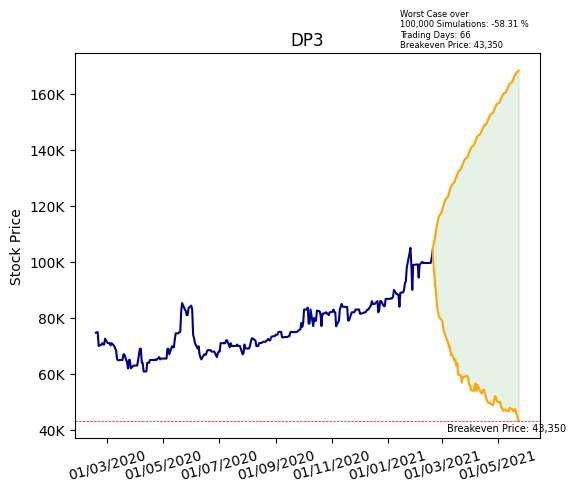 Worst Case over
100,000 Simulations: -58.31 %
Trading Days: 66
Breakeven Price: 43,350
DP3
Stock Price
160K
140K
120K
100K
80K
60K
40K
Breakeven Price: 43,350
01/03/2020
01/05/2020
01/07/2020
01/09/2020
01/11/2020
01/01/2021
01/03/2021
01/05/2021